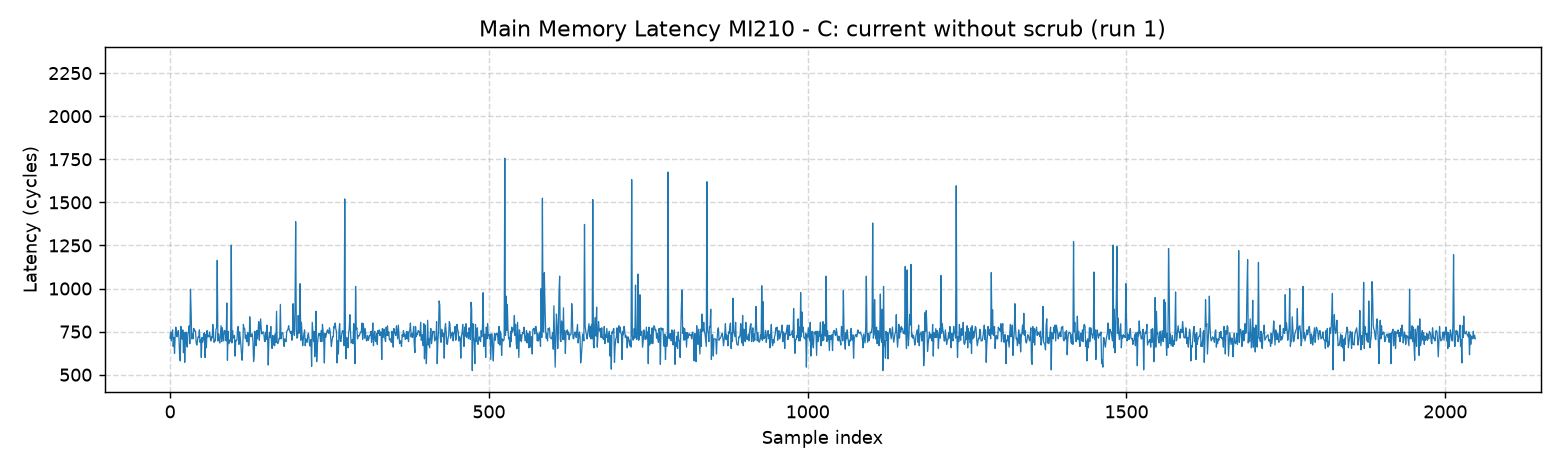 Main Memory Latency MI210 - C: current without scrub (run 1)
2250
2000
1750
1500
1250
1000
750
500
Latency (cycles)
0 500 1000 1500 2000
Sample index